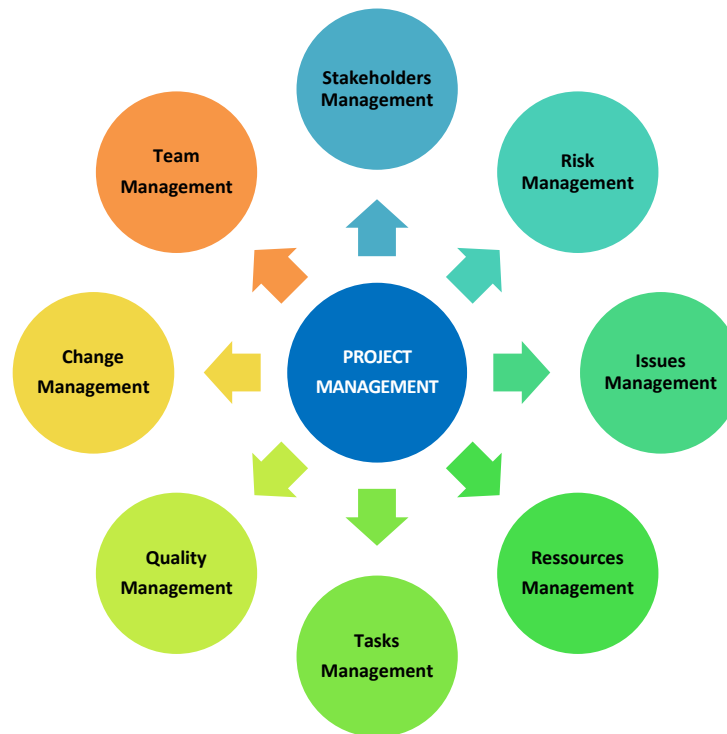 Stakeholders
Management
Team
Management
Risk
Management
Change
Management
PROJECT
MANAGEMENT
Issues
Management
Quality
Management
Ressources
Management
Tasks
Management